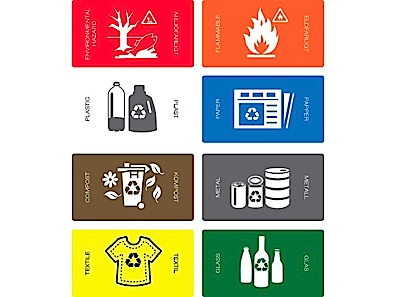 ENVIRONMENTAL
HAZARD
MILJÖFARLIGT
FLAMMABLE
ELDFARLIGT
PLASTIC
PLAST
PAPER
PAPPER
COMPOST
KOMPOST
METAL
METALL
TEXTILE
TEXTIL
GLASS
GLAS